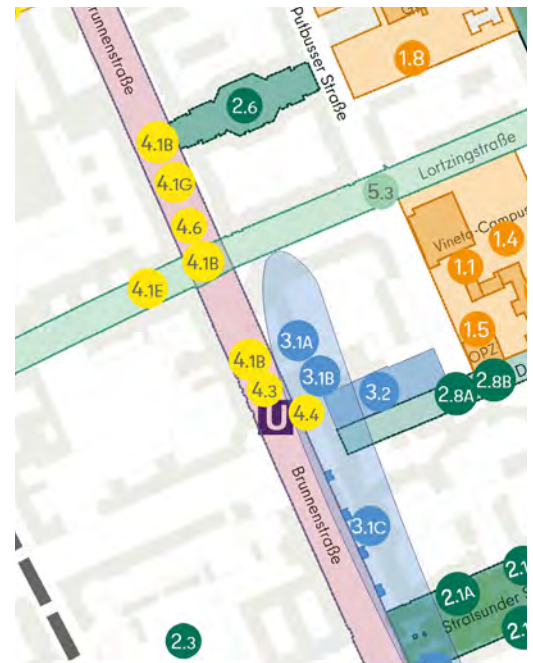 Brunnenstraße
Putbusser Straße
1.8
2.6
4.1B
Lortzingstraße
4.1G
5.3
4.6
Vineta-Campus
1.4
4.1B
1.1
4.1E
3.1A
1.5
OPZ
4.1B
3.1B
2.8B
4.3
3.2
2.8A
4.4
U
Brunnenstraße
3.1C
2.1A
Stralsunder
2.3